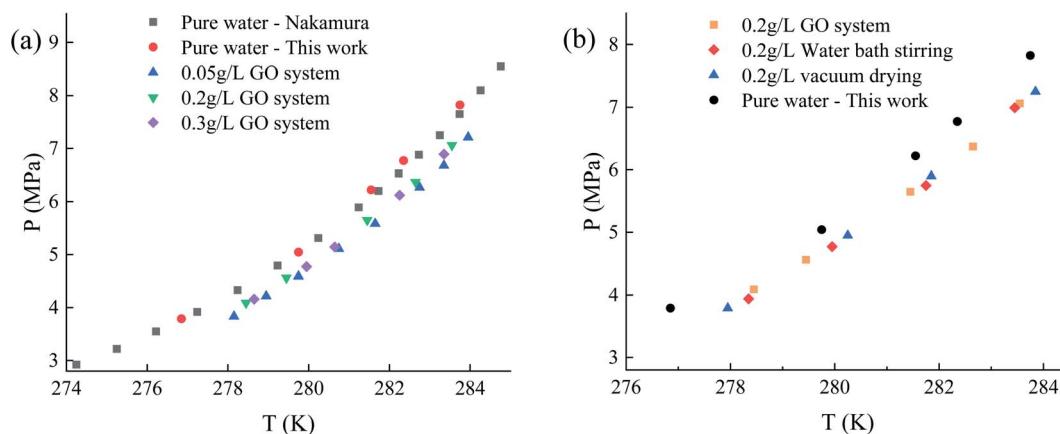 (a)
Pure water - Nakamura
Pure water - This work
0.05g/L GO system
0.2g/L GO system
0.3g/L GO system
P (MPa)
9
8
7
6
5
4
3
274 276 278 280 282 284
T (K)
(b)
0.2g/L GO system
0.2g/L Water bath stirring
0.2g/L vacuum drying
Pure water - This work
P (MPa)
8
7
6
5
4
3
276 278 280 282 284
T (K)